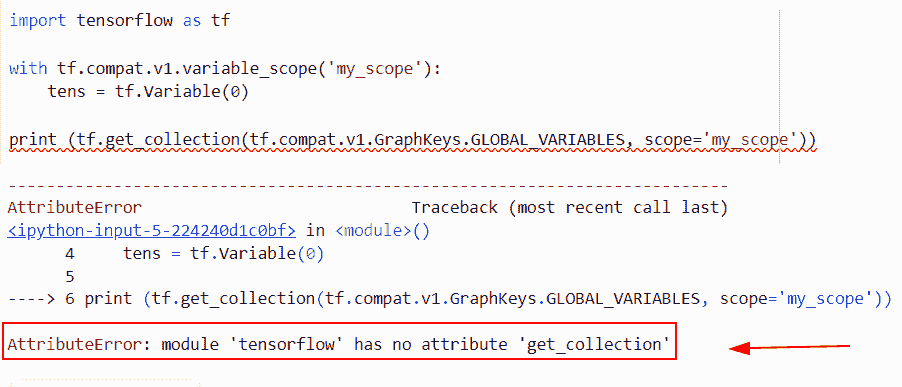 import tensorflow as tf
with tf.compat.v1.variable_scope('my_scope'):
    tens = tf.Variable(0)
print (tf.get_collection(tf.compat.v1.GraphKeys.GLOBAL_VARIABLES, scope='my_scope'))
---------------------------------------------------------------------------
AttributeError                            Traceback (most recent call last)
<ipython-input-5-224240d1c0bf> in <module>()
      4     tens = tf.Variable(0)
      5
----> 6 print (tf.get_collection(tf.compat.v1.GraphKeys.GLOBAL_VARIABLES, scope='my_scope'))
AttributeError: module 'tensorflow' has no attribute 'get_collection'